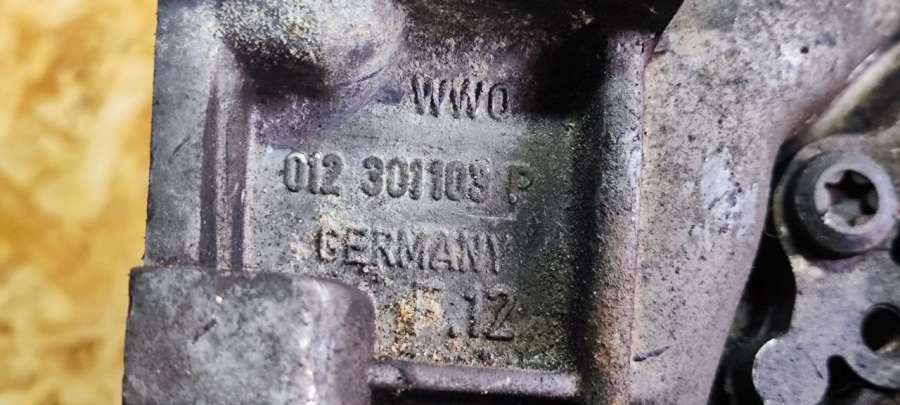 WWO
012 301103 P
GERMANY
.12